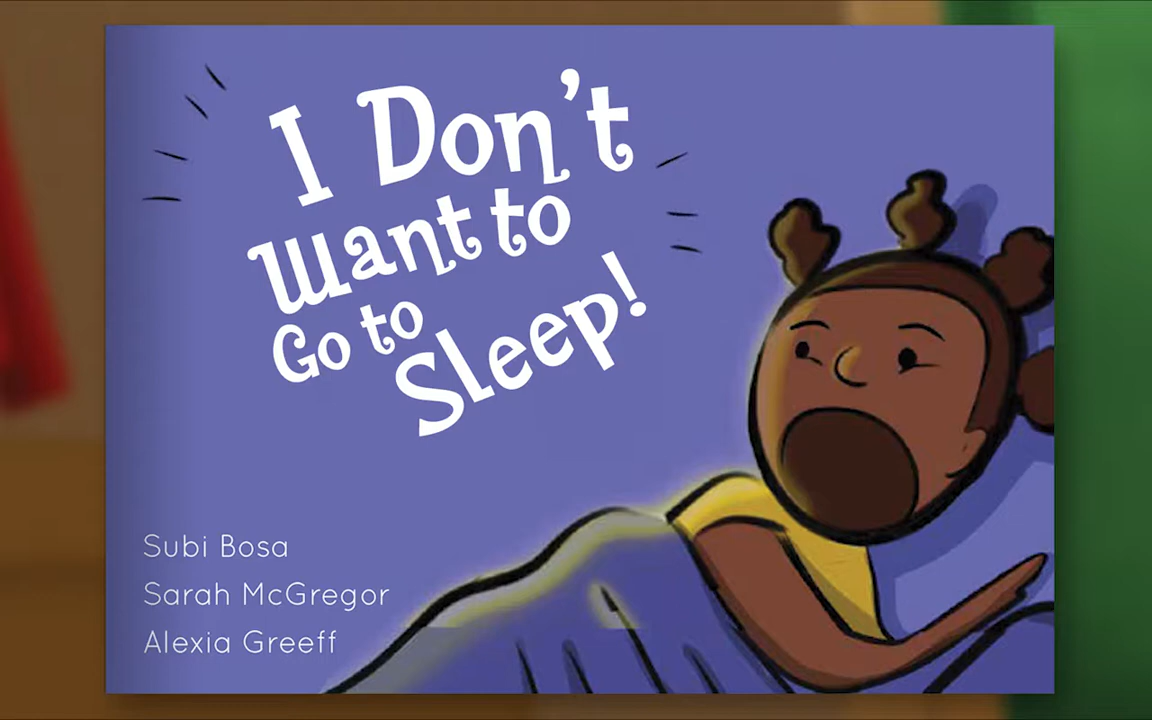 I Don't
Want to
Go to
Sleep!
Subi Bosa
Sarah McGregor
Alexia Greeff